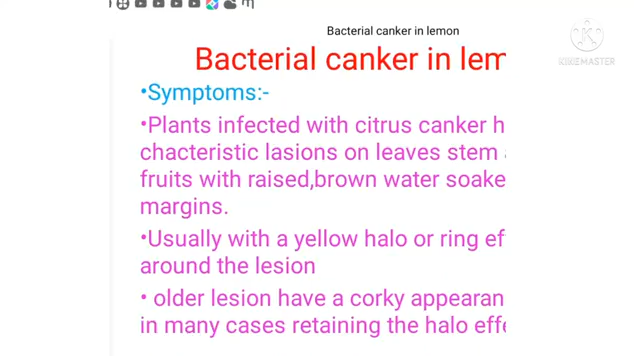 Bacterial canker in lemon
Bacterial canker in lem
•Symptoms:-
•Plants infected with citrus canker h
chacteristic lasions on leaves stem
fruits with raised,brown water soake
margins.
•Usually with a yellow halo or ring ef
around the lesion
• older lesion have a corky appearan
in many cases retaining the halo effe
KINEMASTER